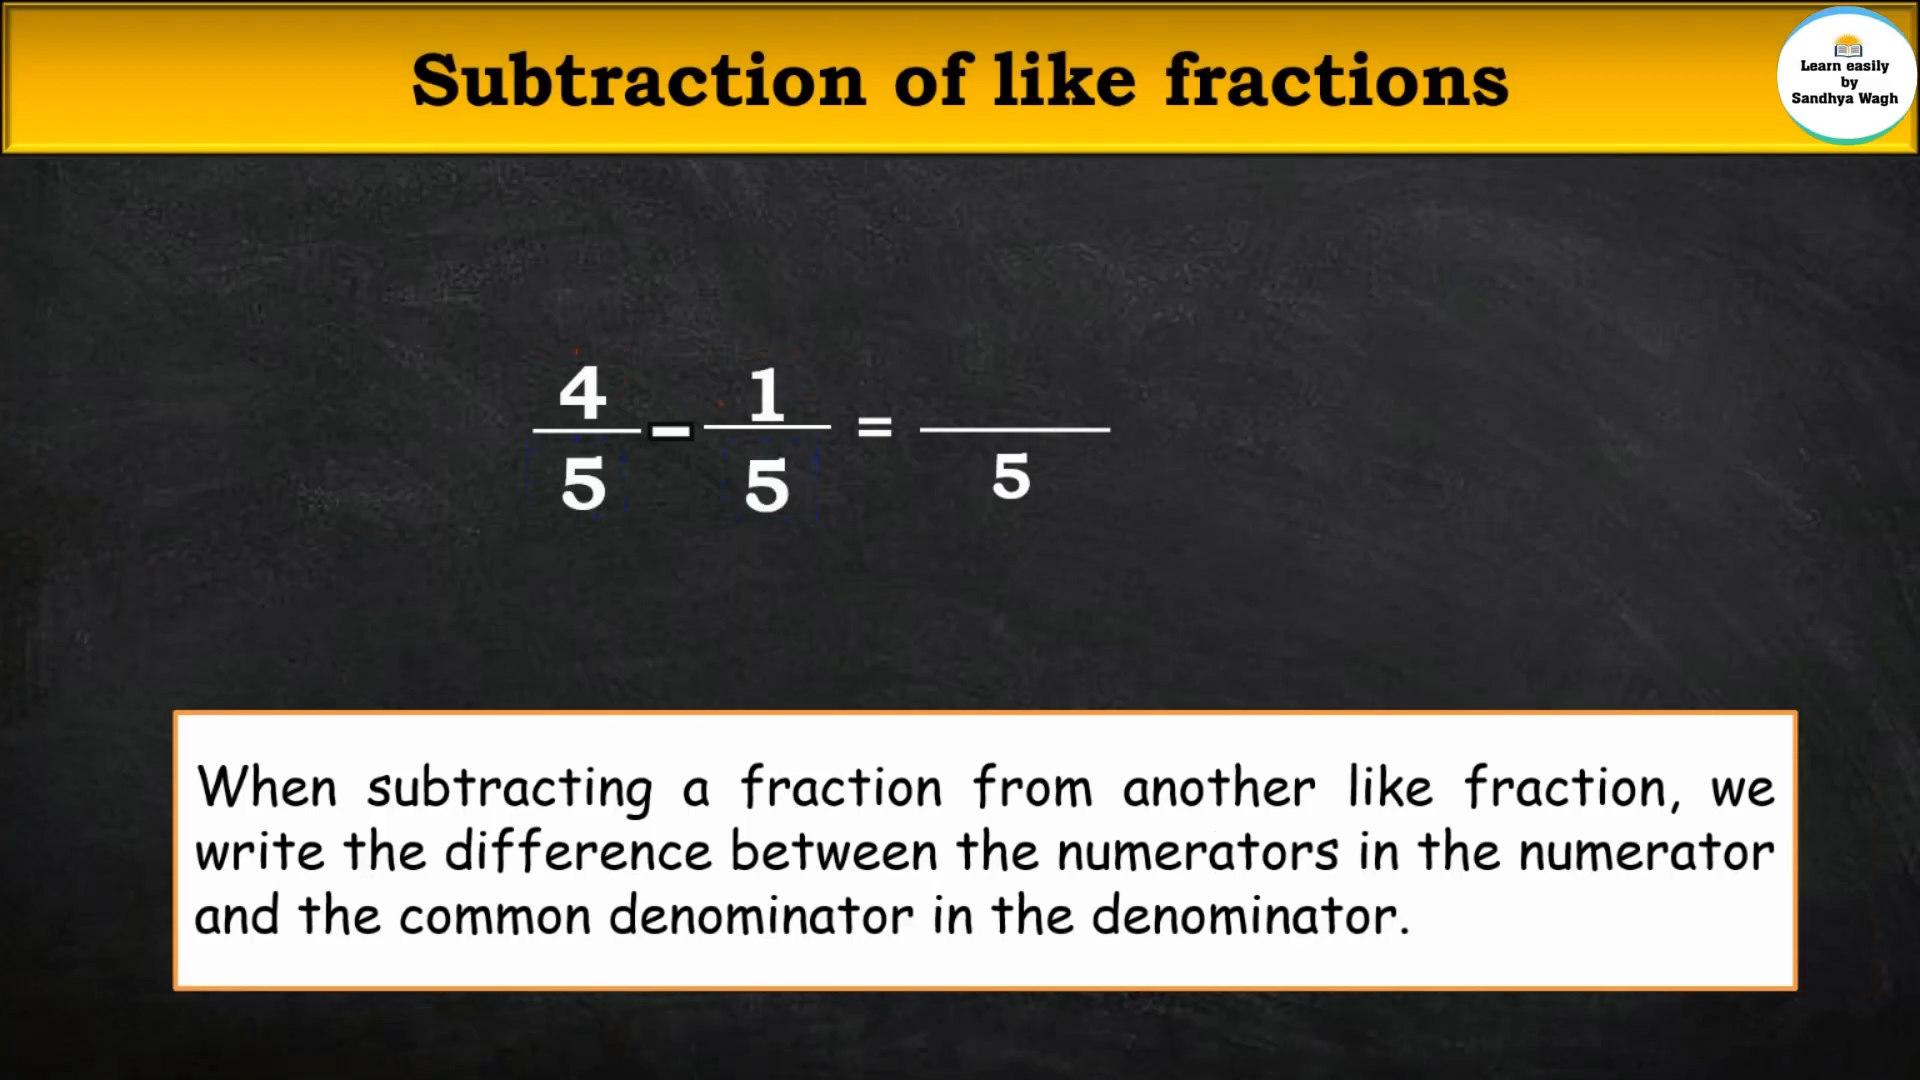 Subtraction of like fractions
Learn easily
by
Sandhya Wagh
4 1
— - — = —
5 5 5
When subtracting a fraction from another like fraction, we
write the difference between the numerators in the numerator
and the common denominator in the denominator.